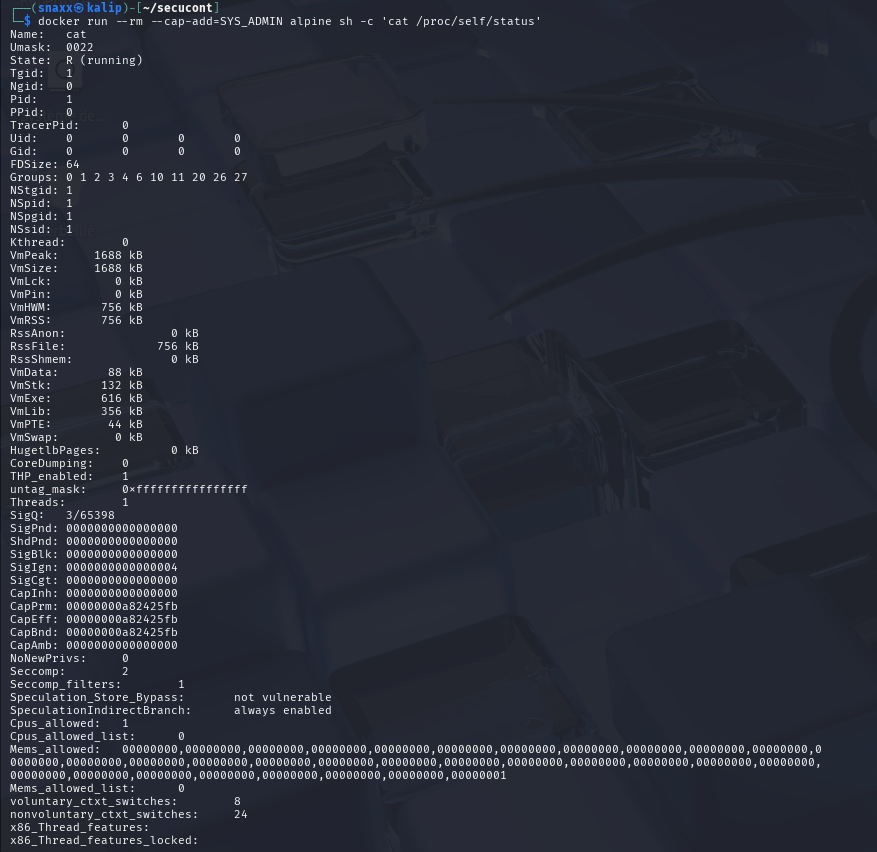 ┌──(snaxx㉿kalip)-[~/secucont]
└─$ docker run --rm --cap-add=SYS_ADMIN alpine sh -c 'cat /proc/self/status'
Name:   cat
Umask:  0022
State:  R (running)
Tgid:   1
Ngid:   0
Pid:    1
PPid:   0
TracerPid:      0
Uid:    0       0       0       0
Gid:    0       0       0       0
FDSize: 64
Groups: 0 1 2 3 4 6 10 11 20 26 27
NStgid: 1
NSpid:  1
NSpgid: 1
NSsid:  1
Kthread:        0
VmPeak:     1688 kB
VmSize:     1688 kB
VmLck:         0 kB
VmPin:         0 kB
VmHWM:       756 kB
VmRSS:       756 kB
RssAnon:               0 kB
RssFile:             756 kB
RssShmem:              0 kB
VmData:       88 kB
VmStk:       132 kB
VmExe:       616 kB
VmLib:       356 kB
VmPTE:        44 kB
VmSwap:        0 kB
HugetlbPages:          0 kB
CoreDumping:    0
THP_enabled:    1
untag_mask:     0×ffffffffffffffff
Threads:        1
SigQ:   3/65398
SigPnd: 0000000000000000
ShdPnd: 0000000000000000
SigBlk: 0000000000000000
SigIgn: 0000000000000004
SigCgt: 0000000000000000
CapInh: 0000000000000000
CapPrm: 00000000a82425fb
CapEff: 00000000a82425fb
CapBnd: 00000000a82425fb
CapAmb: 0000000000000000
NoNewPrivs:     0
Seccomp:        2
Seccomp_filters:        1
Speculation_Store_Bypass:       not vulnerable
SpeculationIndirectBranch:      always enabled
Cpus_allowed:   1
Cpus_allowed_list:      0
Mems_allowed:   00000000,00000000,00000000,00000000,00000000,00000000,00000000,00000000,00000000,00000000,00000000,0
0000000,00000000,00000000,00000000,00000000,00000000,00000000,00000000,00000000,00000000,00000000,00000000,00000000,
00000000,00000000,00000000,00000000,00000000,00000000,00000000,00000001
Mems_allowed_list:      0
voluntary_ctxt_switches:        8
nonvoluntary_ctxt_switches:     24
x86_Thread_features:
x86_Thread_features_locked: